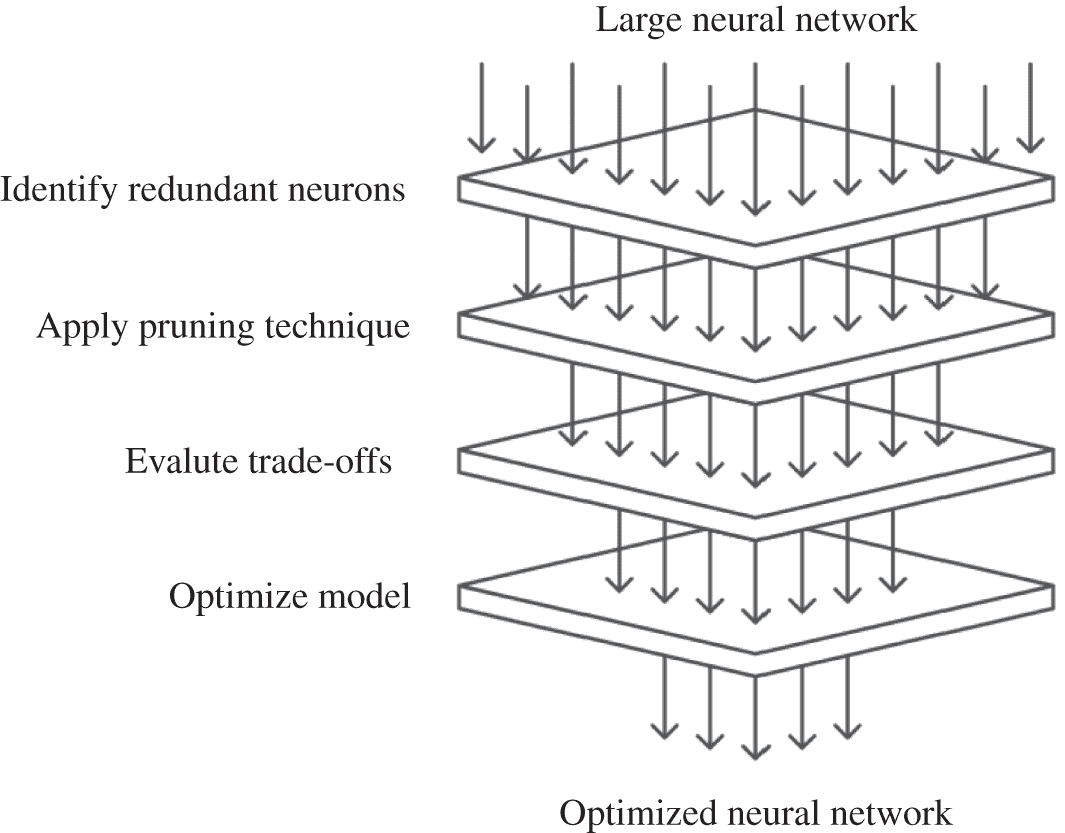 Large neural network
Identify redundant neurons
Apply pruning technique
Evalute trade-offs
Optimize model
Optimized neural network